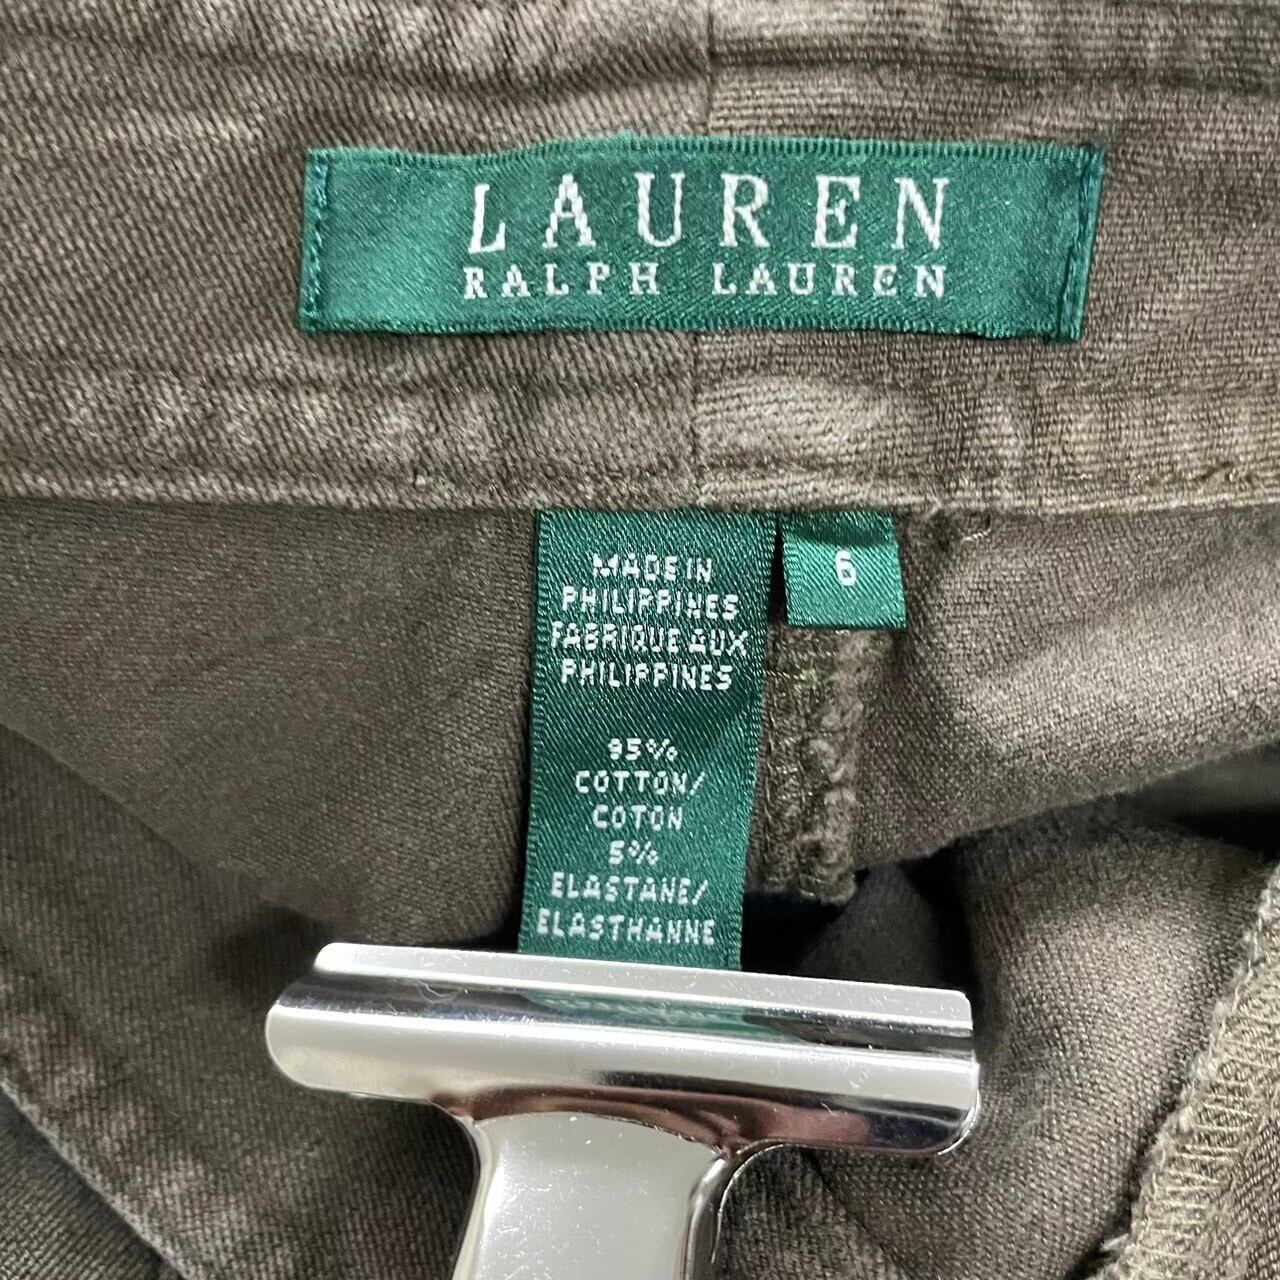 LAUREN
RALPH LAUREN
MADE IN
PHILIPPINES
FABRIQUE AUX
PHILIPPINES
95%
COTTON/
COTON
5%
ELASTANE/
ELASTHANNE
6